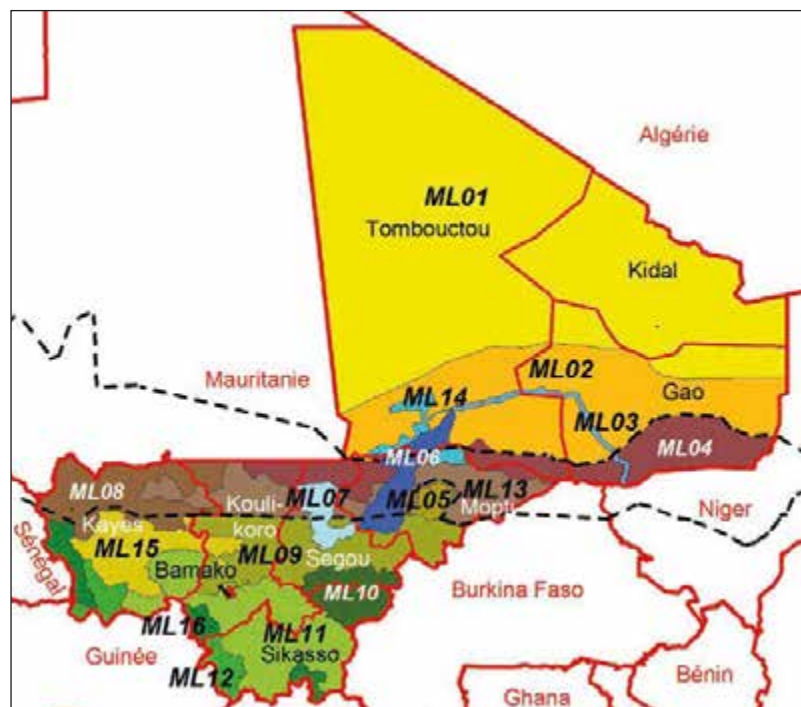 Algérie
ML01
Tombouctou
Kidal
Mauritanie
ML02
ML14
Gao
ML03
ML04
ML06
ML08
ML07
ML05
ML13
Kouli-
koro
Mopti
Niger
Kayes
Sénégal
ML15
ML09
Segou
Bamako
ML10
Burkina Faso
ML16
ML11
Guinée
Sikasso
ML12
Bénin
Ghana